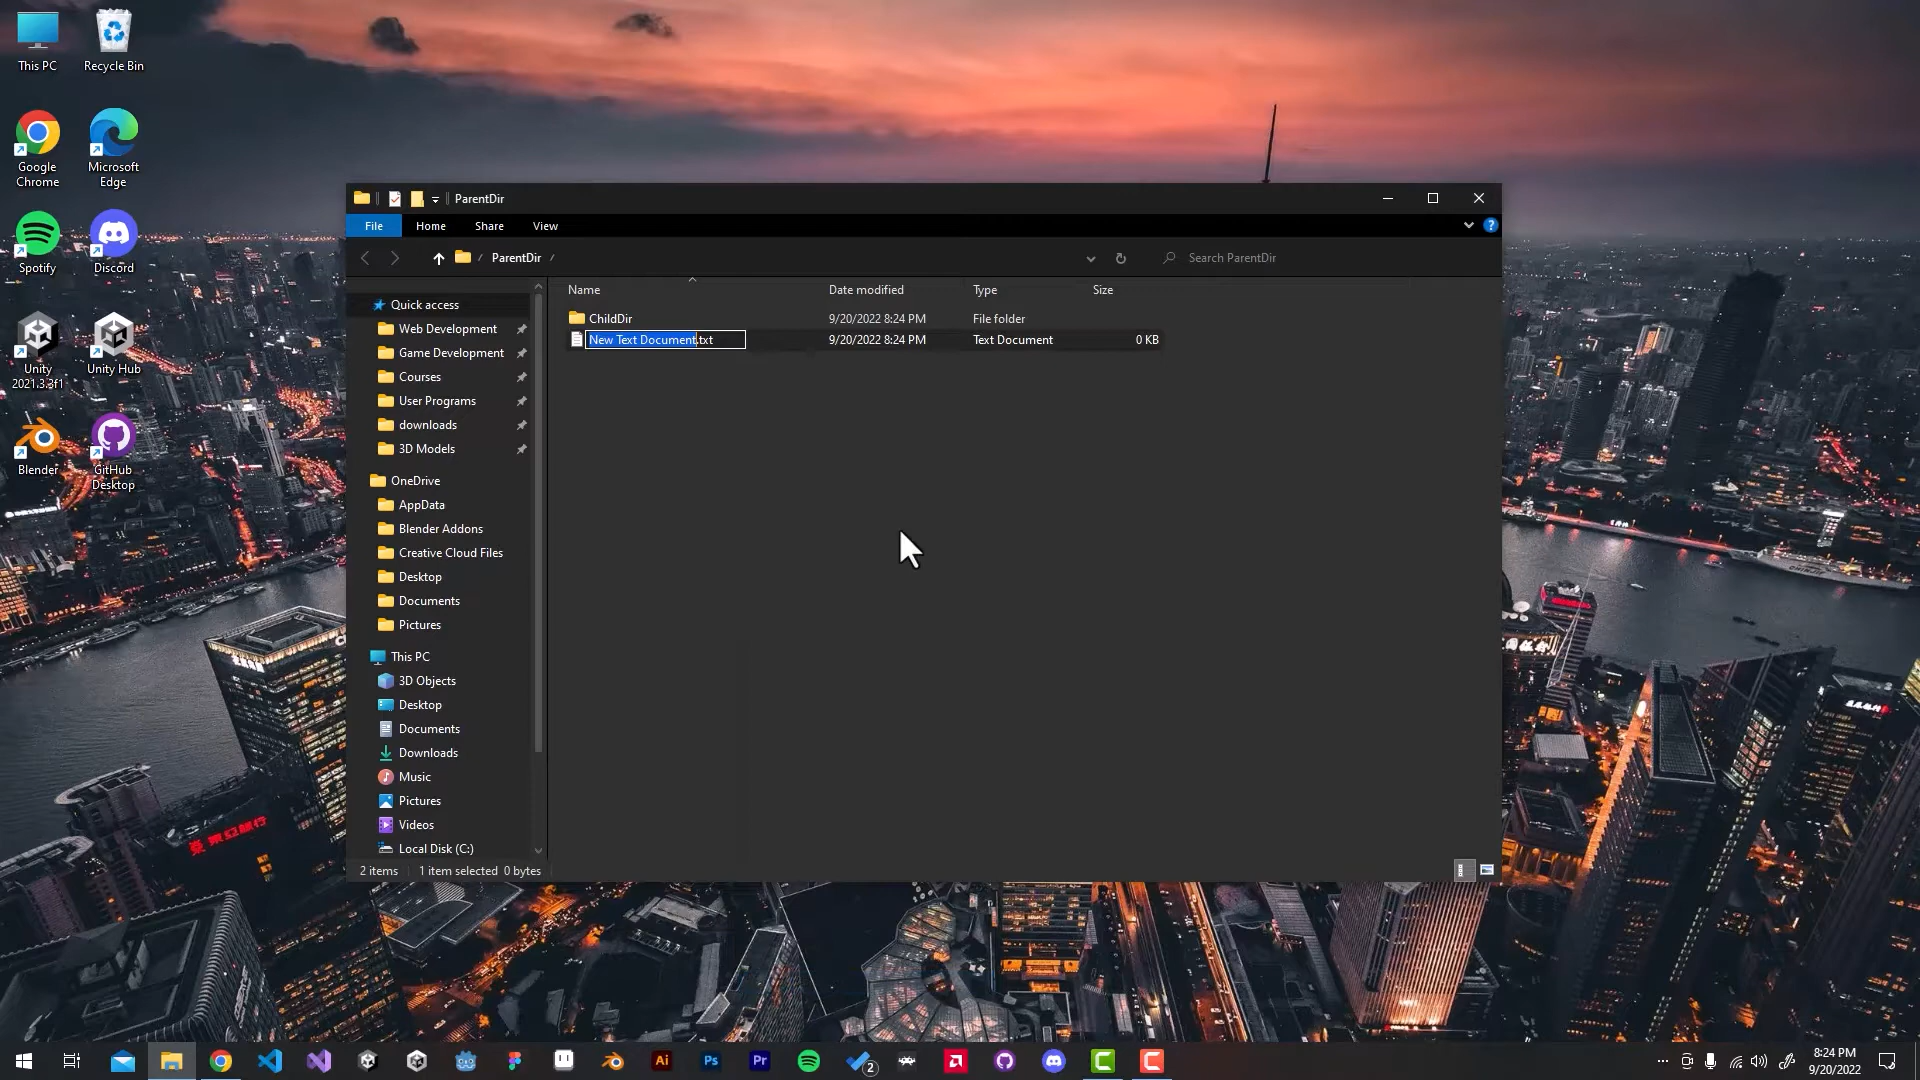 This PC
Recycle Bin
Google
Chrome
Microsoft
Edge
Spotify
Discord
Unity
2021.3.3f1
Unity Hub
Blender
GitHub
Desktop
ParentDir
File Home Share View
/ ParentDir /
Search ParentDir
Name Date modified Type Size
ChildDir 9/20/2022 8:24 PM File folder
New Text Document.txt 9/20/2022 8:24 PM Text Document 0 KB
Quick access
Web Development
Game Development
Courses
User Programs
downloads
3D Models
OneDrive
AppData
Blender Addons
Creative Cloud Files
Desktop
Documents
Pictures
This PC
3D Objects
Desktop
Documents
Downloads
Music
Pictures
Videos
Local Disk (C:)
2 items 1 item selected 0 bytes
Ai
Ps
Pr
2
8:24 PM
9/20/2022